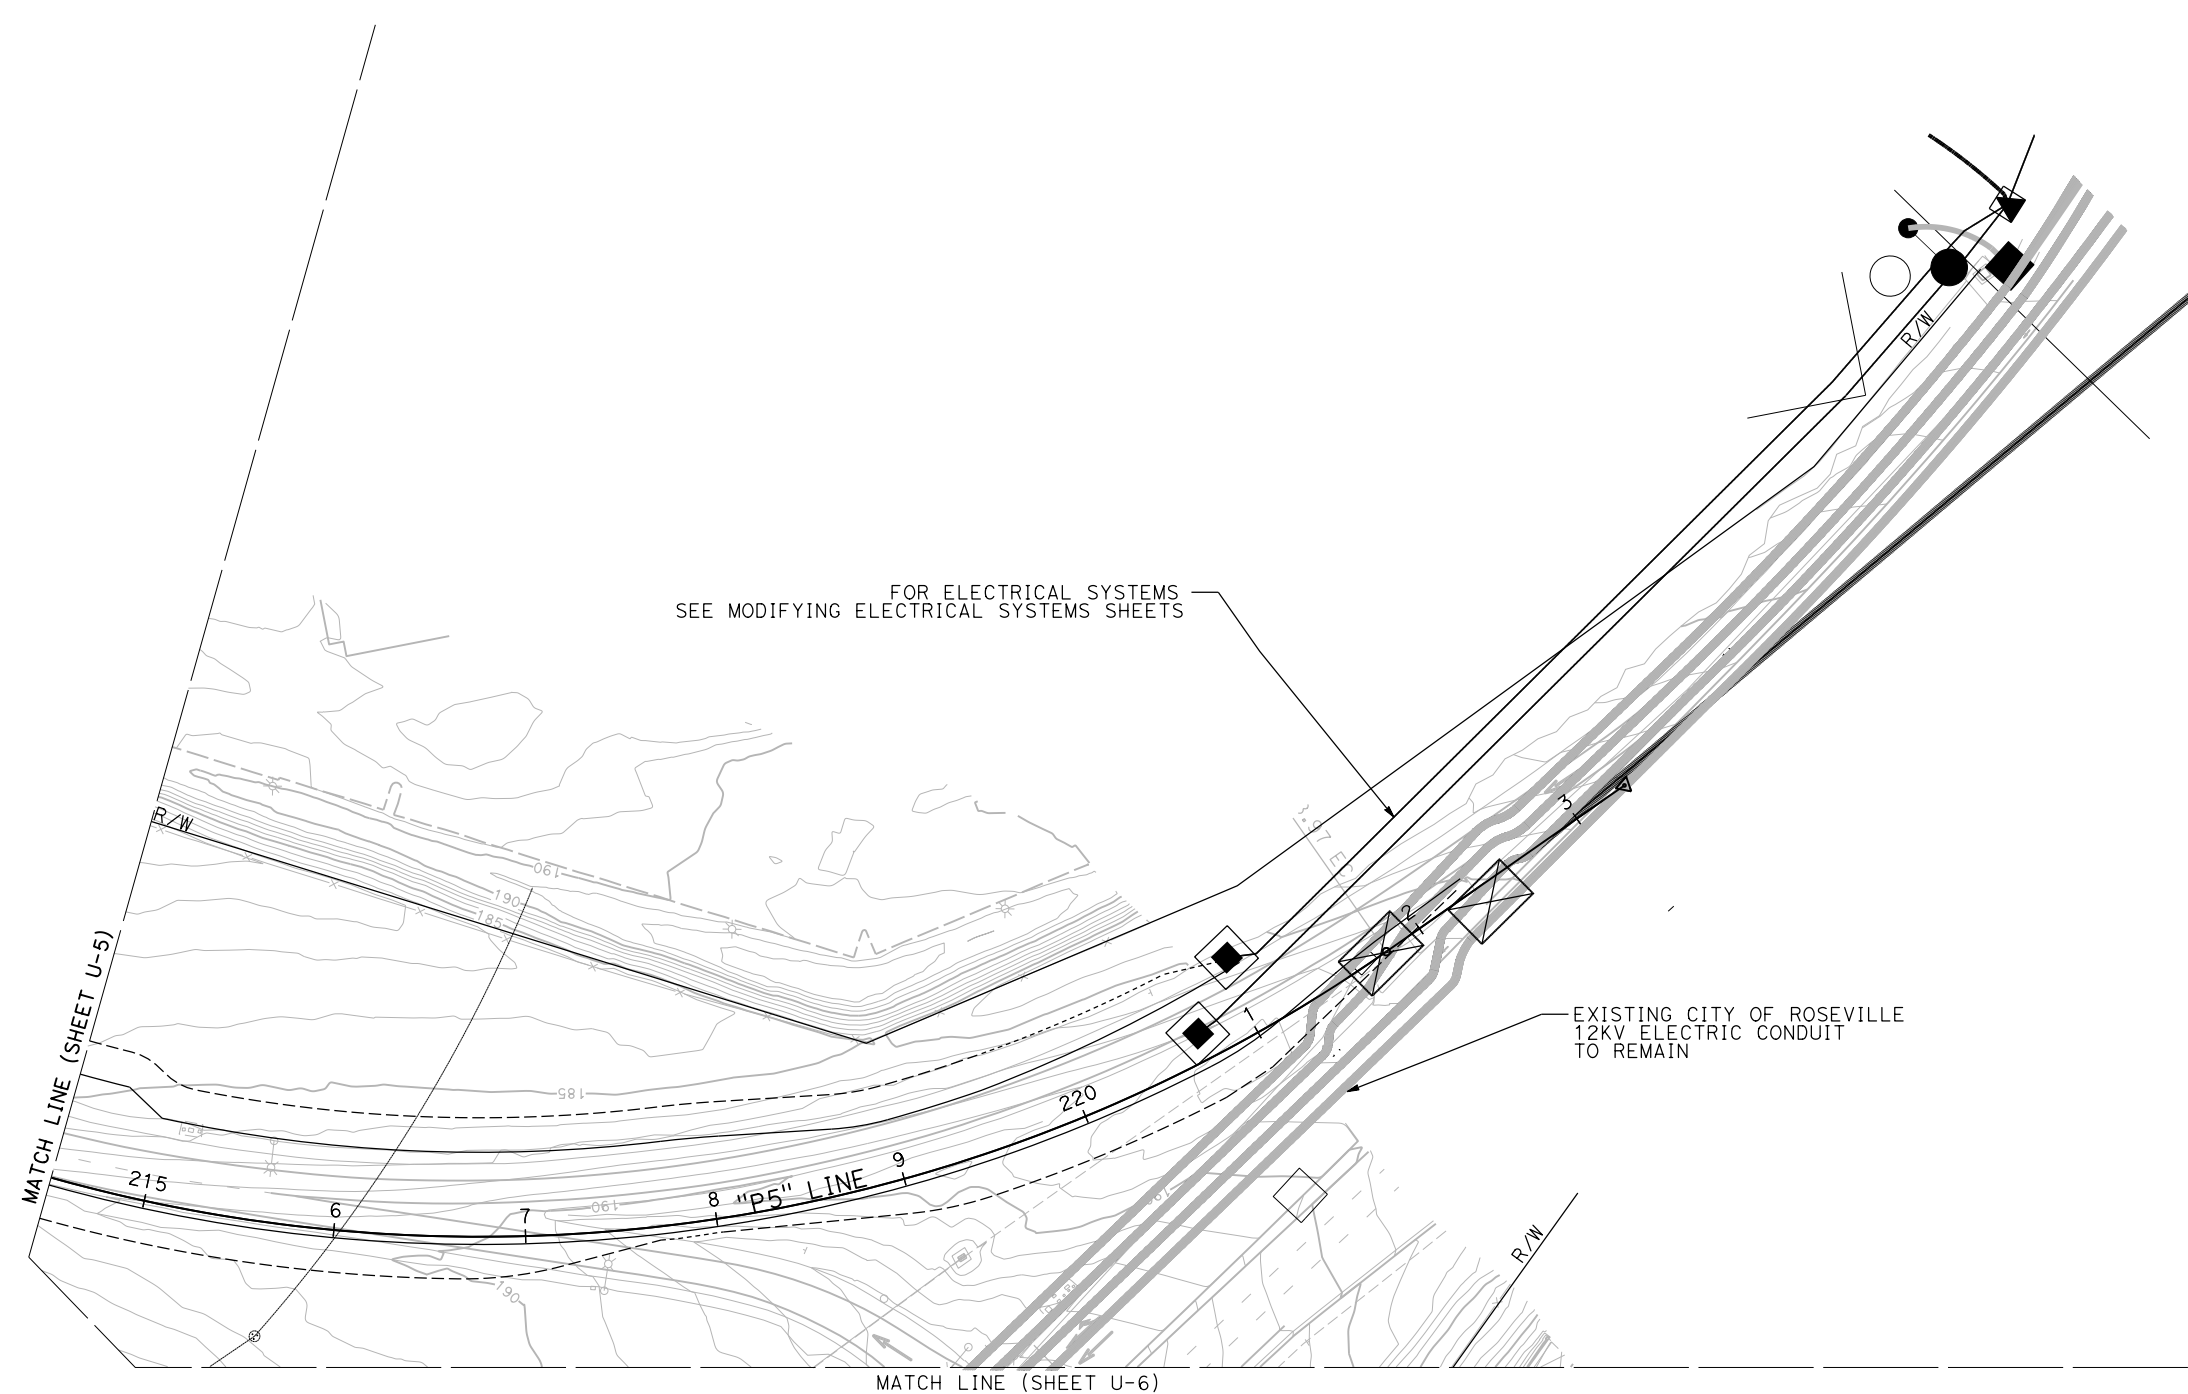 FOR ELECTRICAL SYSTEMS
SEE MODIFYING ELECTRICAL SYSTEMS SHEETS
R/W
R/W
190
190
185
3
2
1
EXISTING CITY OF ROSEVILLE
12KV ELECTRIC CONDUIT
TO REMAIN
MATCH LINE (SHEET U-5)
185
220
215
6
7
8
"P5" LINE
9
190
190
190
R/W
MATCH LINE (SHEET U-6)